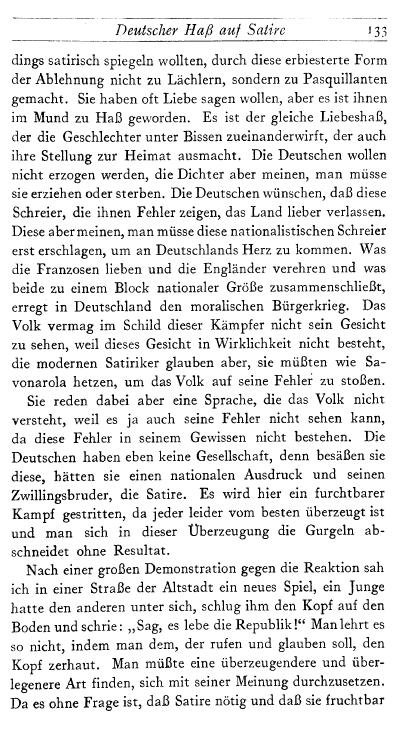 Deutscher Haß auf Satire 133
dings satirisch spiegeln wollten, durch diese erbiesterte Form
der Ablehnung nicht zu Lächlern, sondern zu Pasquillanten
gemacht. Sie haben oft Liebe sagen wollen, aber es ist ihnen
im Mund zu Haß geworden. Es ist der gleiche Liebeshaß,
der die Geschlechter unter Bissen zueinanderwirft, der auch
ihre Stellung zur Heimat ausmacht. Die Deutschen wollen
nicht erzogen werden, die Dichter aber meinen, man müsse
sie erziehen oder sterben. Die Deutschen wünschen, daß diese
Schreier, die ihnen Fehler zeigen, das Land lieber verlassen.
Diese aber meinen, man müsse diese nationalistischen Schreier
erst erschlagen, um an Deutschlands Herz zu kommen. Was
die Franzosen lieben und die Engländer verehren und was
beide zu einem Block nationaler Größe zusammenschließt,
erregt in Deutschland den moralischen Bürgerkrieg. Das
Volk vermag im Schild dieser Kämpfer nicht sein Gesicht
zu sehen, weil dieses Gesicht in Wirklichkeit nicht besteht,
die modernen Satiriker glauben aber, sie müßten wie Sa-
vonarola hetzen, um das Volk auf seine Fehler zu stoßen.
Sie reden dabei aber eine Sprache, die das Volk nicht
versteht, weil es ja auch seine Fehler nicht sehen kann,
da diese Fehler in seinem Gewissen nicht bestehen. Die
Deutschen haben eben keine Gesellschaft, denn besäßen sie
diese, hätten sie einen nationalen Ausdruck und seinen
Zwillingsbruder, die Satire. Es wird hier ein furchtbarer
Kampf gestritten, da jeder leider vom besten überzeugt ist
und man sich in dieser Überzeugung die Gurgeln ab-
schneidet ohne Resultat.
Nach einer großen Demonstration gegen die Reaktion sah
ich in einer Straße der Altstadt ein neues Spiel, ein Junge
hatte den anderen unter sich, schlug ihm den Kopf auf den
Boden und schrie: „Sag, es lebe die Republik!“ Man lehrt es
so nicht, indem man dem, der rufen und glauben soll, den
Kopf zerhaut. Man müßte eine überzeugendere und über-
legenere Art finden, sich mit seiner Meinung durchzusetzen.
Da es ohne Frage ist, daß Satire nötig und daß sie fruchtbar